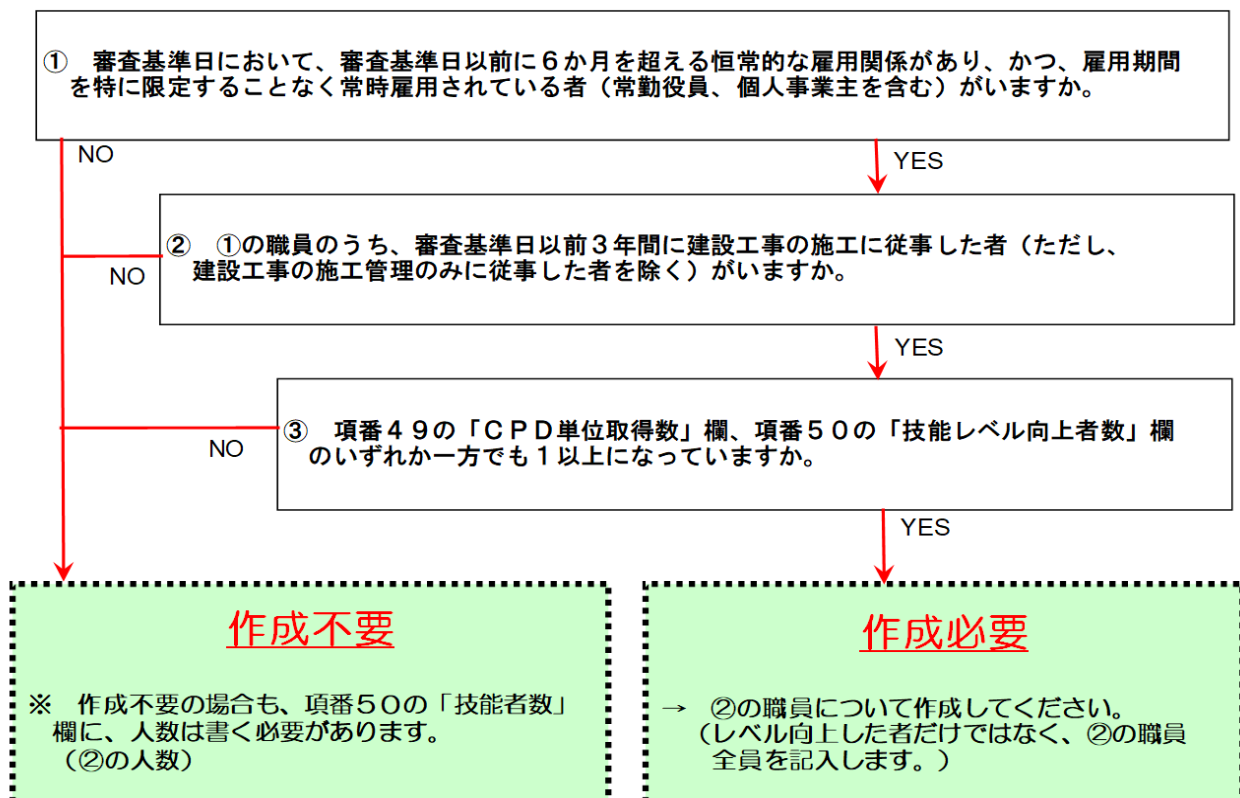 ① 審査基準日において、審査基準日以前に６か月を超える恒常的な雇用関係があり、かつ、雇用期間
を特に限定することなく常時雇用されている者（常勤役員、個人事業主を含む）がいますか。
NO
YES
② ①の職員のうち、審査基準日以前３年間に建設工事の施工に従事した者（ただし、
建設工事の施工管理のみに従事した者を除く）がいますか。
NO
YES
③ 項番４９の「ＣＰＤ単位取得数」欄、項番５０の「技能レベル向上者数」欄
のいずれか一方でも１以上になっていますか。
NO
YES
作成不要
※ 作成不要の場合も、項番５０の「技能者数」
欄に、人数は書く必要があります。
（②の人数）
作成必要
→ ②の職員について作成してください。
（レベル向上した者だけではなく、②の職員
全員を記入します。）